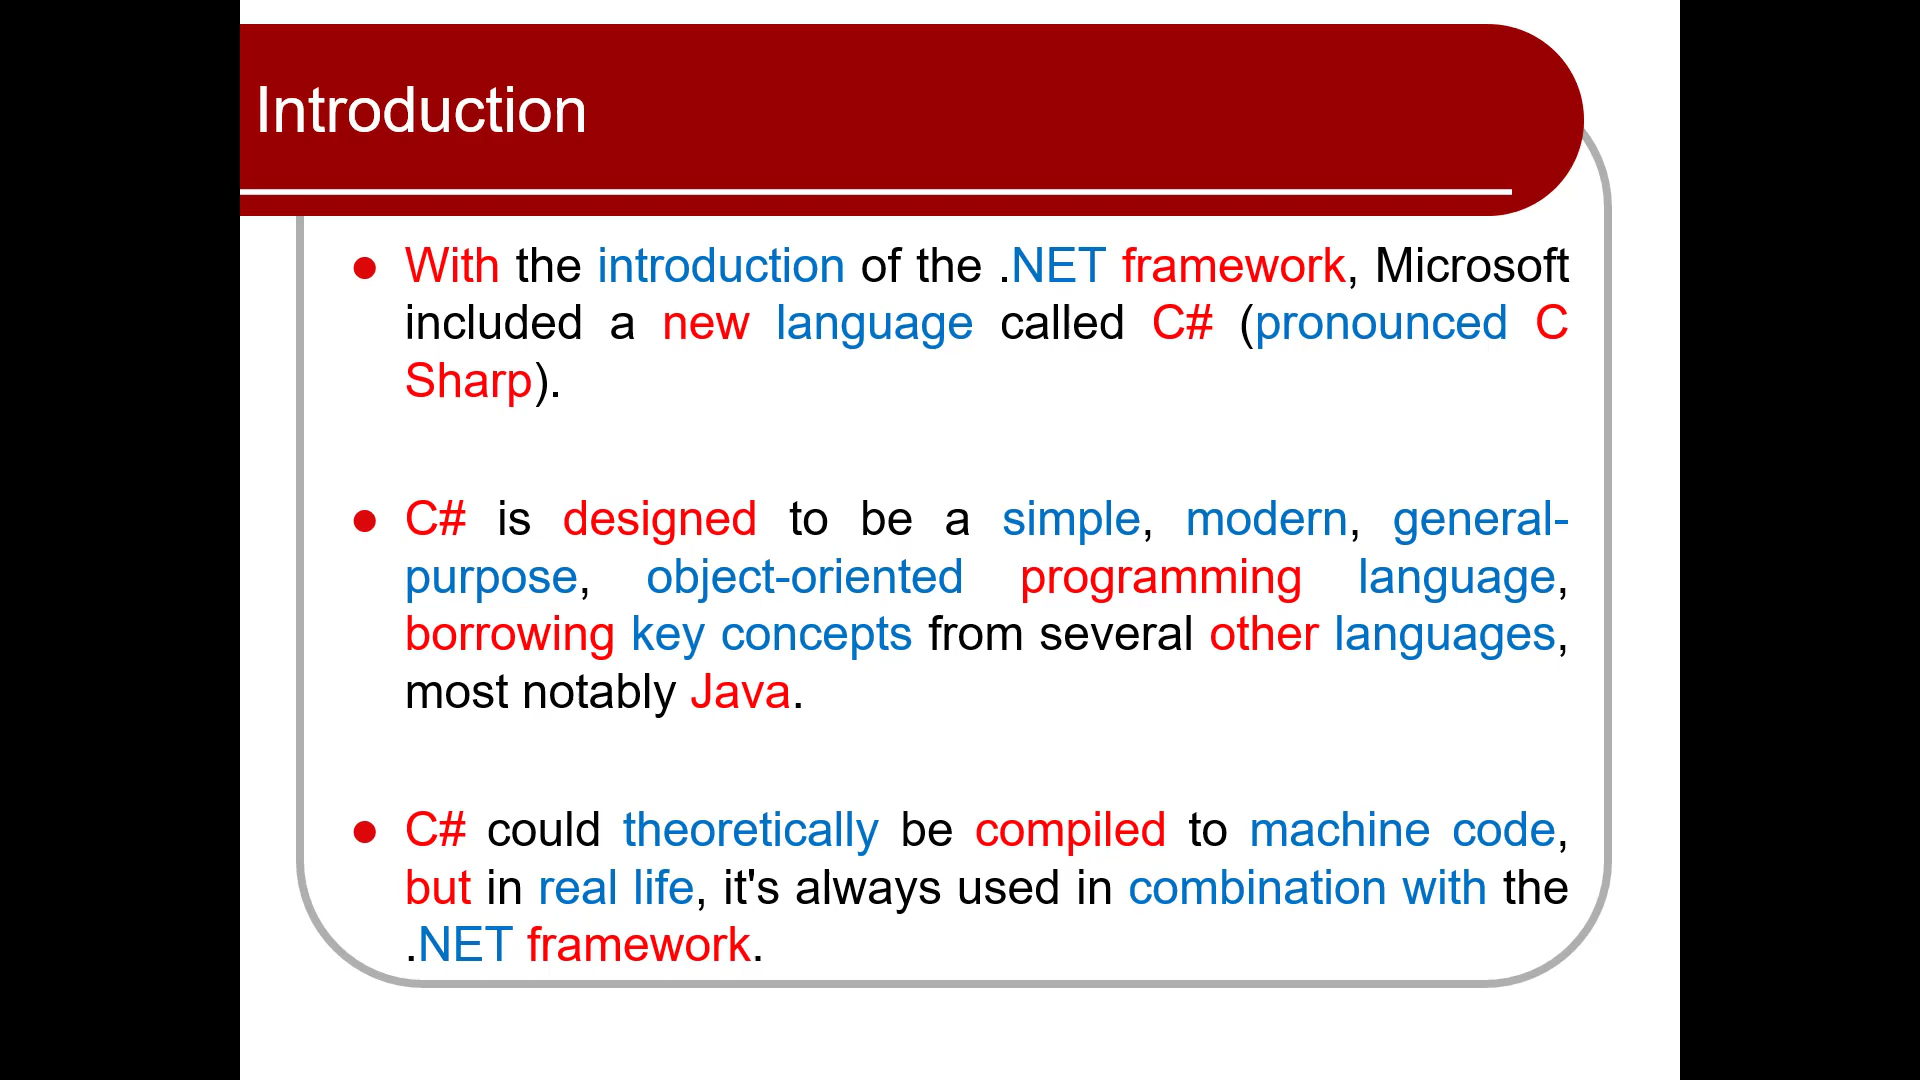 Introduction
● With the introduction of the .NET framework, Microsoft
included a new language called C# (pronounced C
Sharp).
● C# is designed to be a simple, modern, general-
purpose, object-oriented programming language,
borrowing key concepts from several other languages,
most notably Java.
● C# could theoretically be compiled to machine code,
but in real life, it's always used in combination with the
.NET framework.